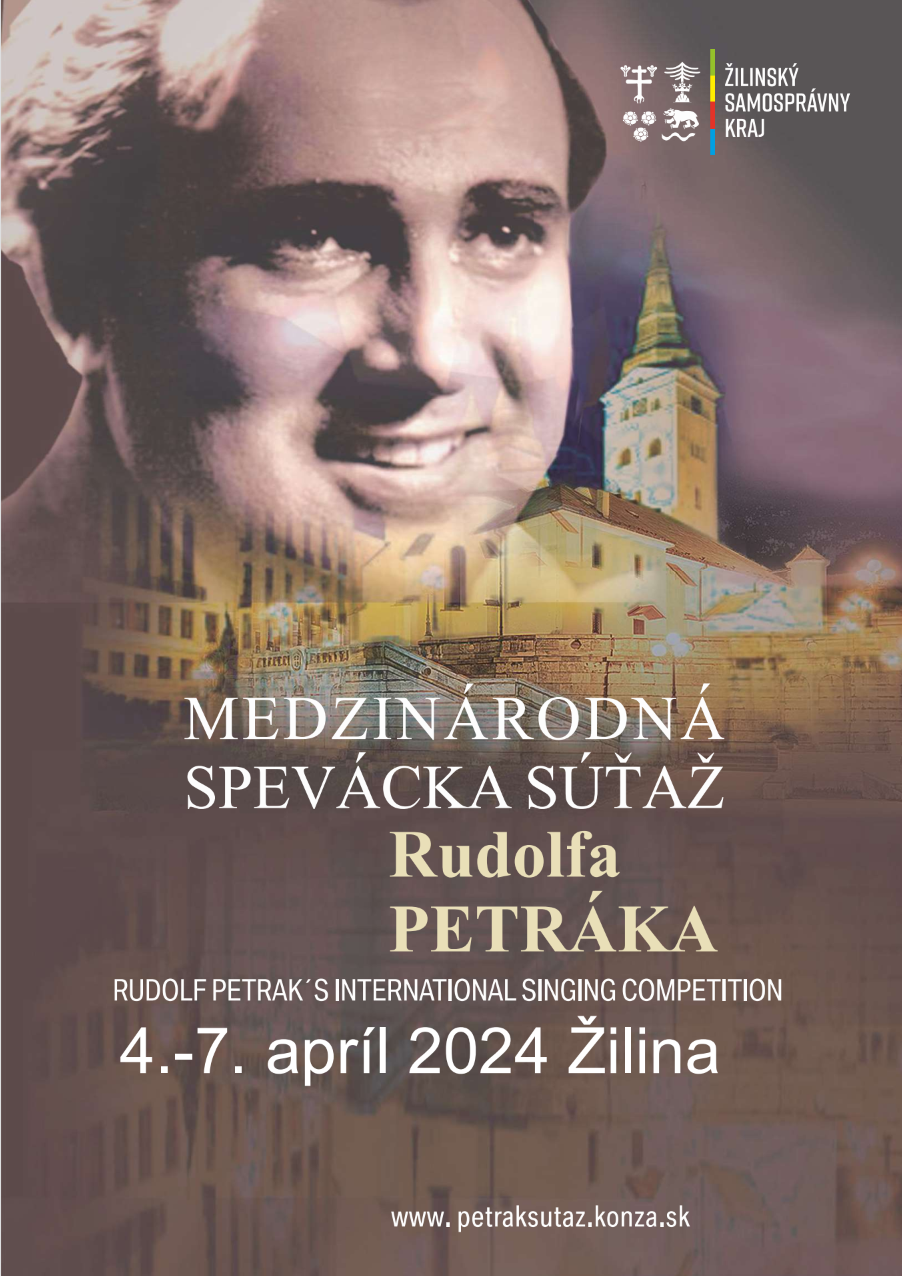 ŽILINSKÝ
SAMOSPRÁVNY
KRAJ
MEDZINÁRODNÁ
SPEVÁCKA SÚŤAŽ
Rudolfa
PETRÁKA
RUDOLF PETRAK´S INTERNATIONAL SINGING COMPETITION
4.-7. apríl 2024 Žilina
www. petraksutaz.konza.sk